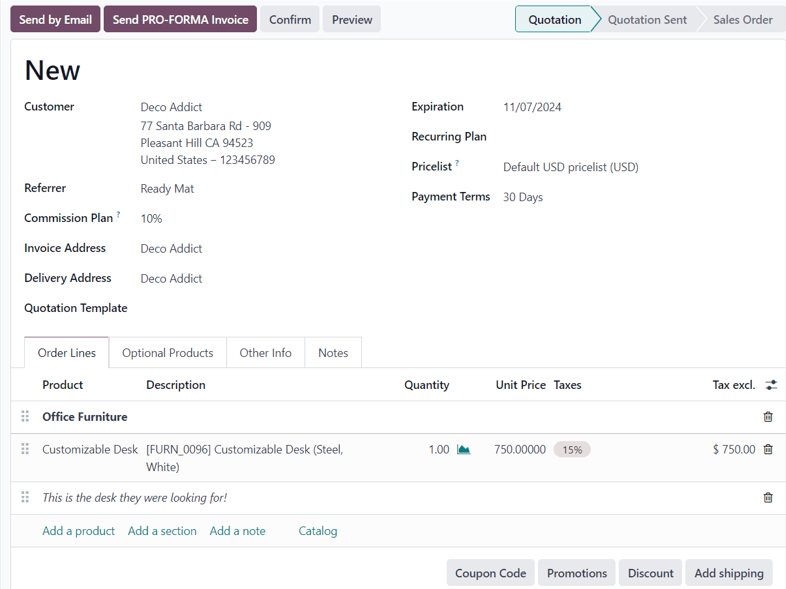 Send by Email Send PRO-FORMA Invoice Confirm Preview Quotation Quotation Sent Sales Order
New
Customer Deco Addict Expiration 11/07/2024
77 Santa Barbara Rd - 909
Pleasant Hill CA 94523 Recurring Plan
United States – 123456789
Pricelist ? Default USD pricelist (USD)
Referrer Ready Mat
Payment Terms 30 Days
Commission Plan ? 10%
Invoice Address Deco Addict
Delivery Address Deco Addict
Quotation Template
Order Lines Optional Products Other Info Notes
Product Description Quantity Unit Price Taxes Tax excl.
Office Furniture
Customizable Desk [FURN_0096] Customizable Desk (Steel, 1.00 750.00000 15% $ 750.00
White)
This is the desk they were looking for!
Add a product Add a section Add a note Catalog
Coupon Code Promotions Discount Add shipping